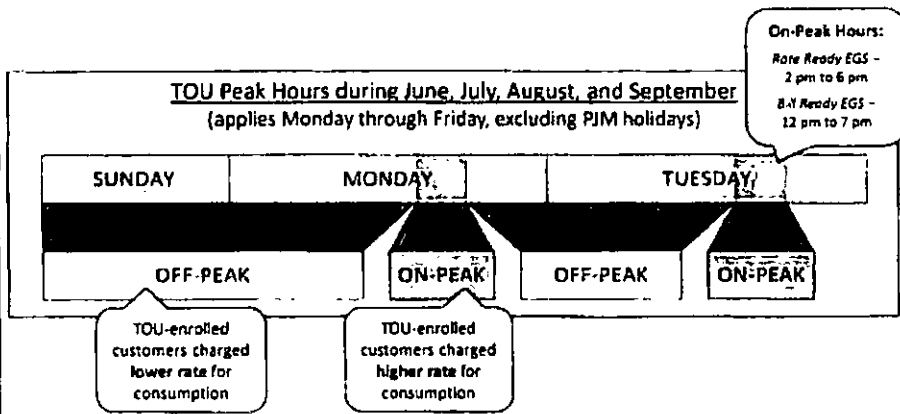 On-Peak Hours:
Rate Ready EGS –
2 pm to 6 pm
Bill Ready EGS –
12 pm to 7 pm
TOU Peak Hours during June, July, August, and September
(applies Monday through Friday, excluding PJM holidays)
SUNDAY MONDAY TUESDAY
OFF-PEAK ON-PEAK OFF-PEAK ON-PEAK
TOU-enrolled
customers charged
lower rate for
consumption
TOU-enrolled
customers charged
higher rate for
consumption